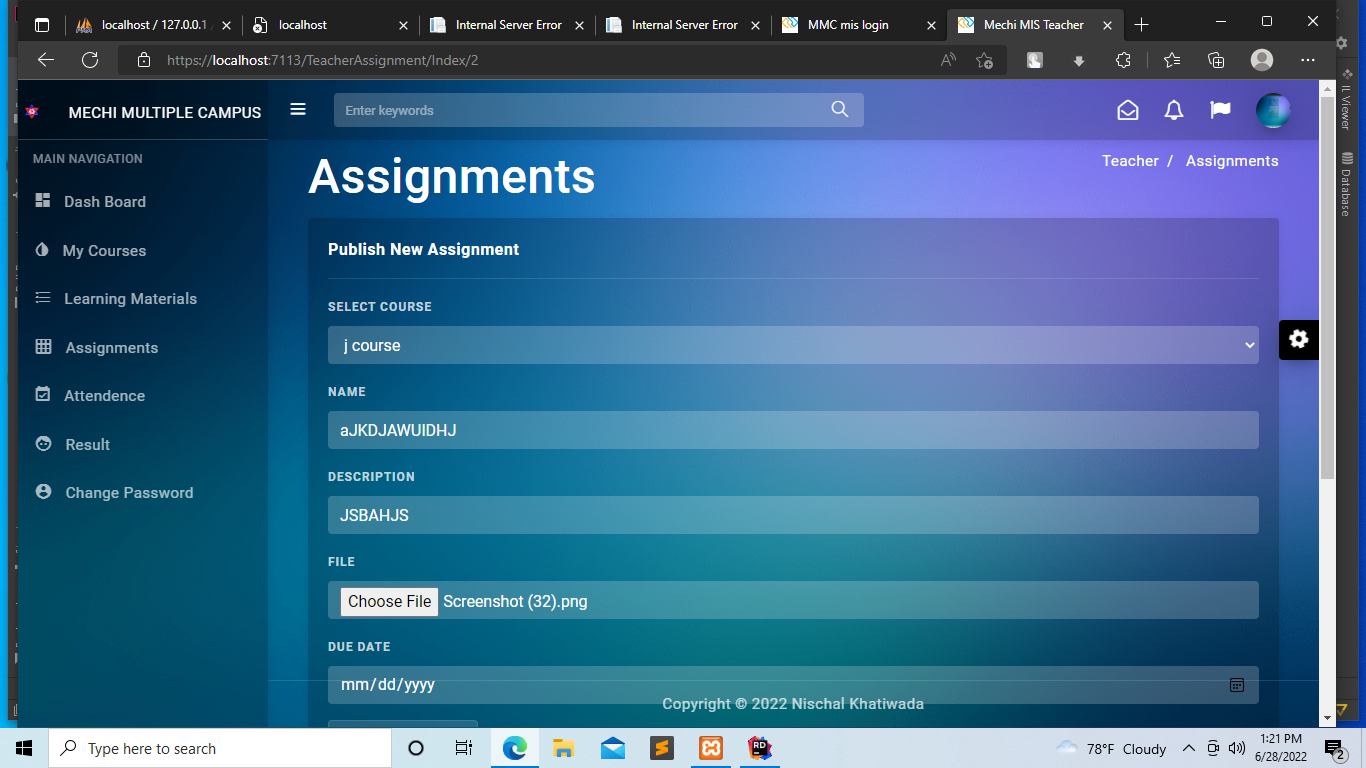 localhost / 127.0.0.1
localhost
Internal Server Error
Internal Server Error
MMC mis login
Mechi MIS Teacher
https://localhost:7113/TeacherAssignment/Index/2
MECHI MULTIPLE CAMPUS
Enter keywords
MAIN NAVIGATION
Dash Board
My Courses
Learning Materials
Assignments
Attendence
Result
Change Password
Assignments
Teacher / Assignments
Publish New Assignment
SELECT COURSE
j course
NAME
aJKDJAWUIDHJ
DESCRIPTION
JSBAHJS
FILE
Choose File Screenshot (32).png
DUE DATE
mm/dd/yyyy
Copyright © 2022 Nischal Khatiwada
IL Viewer
Database
Type here to search
RD
78°F Cloudy
1:21 PM
6/28/2022
2